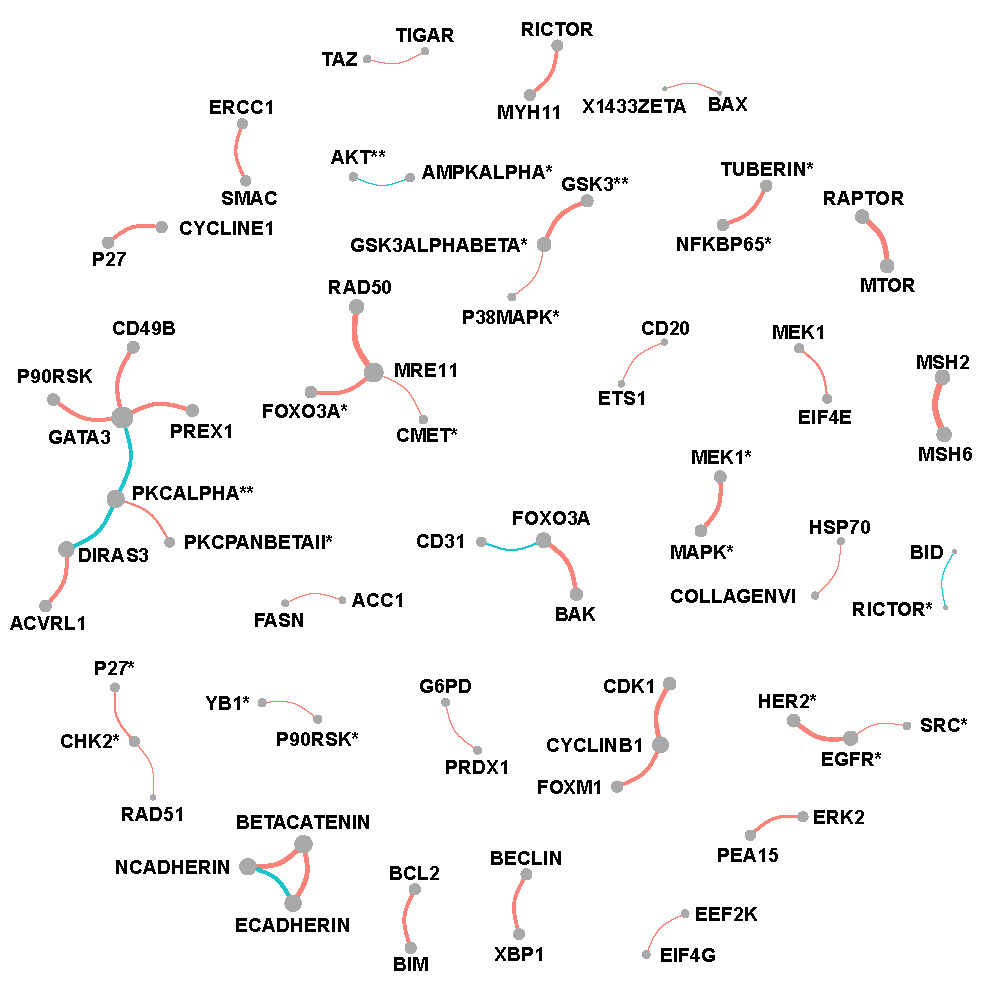 RICTOR
TIGAR
TAZ
MYH11
X1433ZETA
BAX
ERCC1
SMAC
AKT**
AMPKALPHA*
GSK3**
TUBERIN*
RAPTOR
CYCLINE1
P27
GSK3ALPHABETA*
NFKBP65*
MTOR
RAD50
P38MAPK*
CD49B
CD20
MEK1
MSH2
P90RSK
MRE11
ETS1
FOXO3A*
EIF4E
GATA3
PREX1
CMET*
MSH6
MEK1*
PKCALPHA**
FOXO3A
HSP70
PKCPANBETAII*
CD31
MAPK*
BID
DIRAS3
COLLAGENVI
RICTOR*
ACC1
FASN
BAK
ACVRL1
P27*
G6PD
CDK1
YB1*
HER2*
SRC*
CHK2*
P90RSK*
CYCLINB1
EGFR*
PRDX1
FOXM1
RAD51
BETACATENIN
ERK2
PEA15
NCADHERIN
BCL2
BECLIN
ECADHERIN
EEF2K
BIM
XBP1
EIF4G